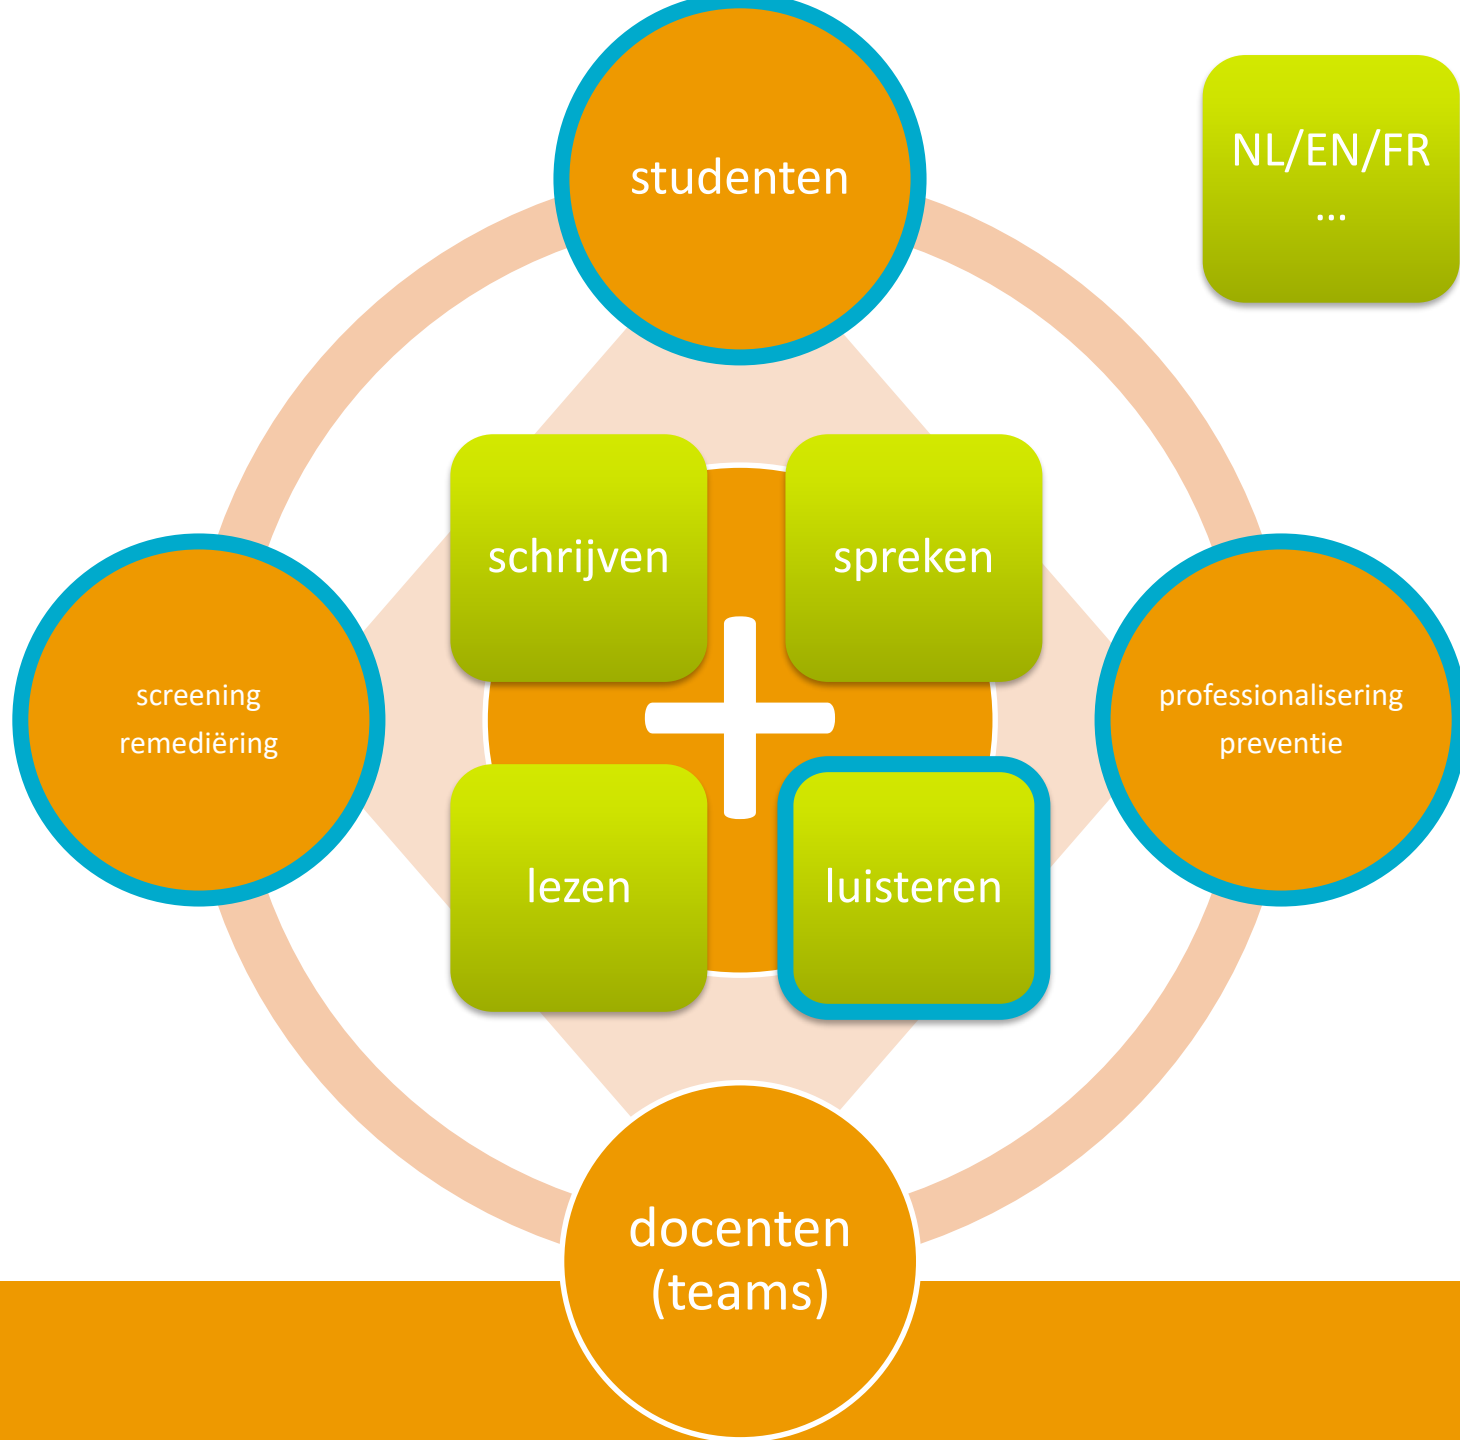 studenten
NL/EN/FR
...
schrijven
spreken
screening
remediëring
professionalisering
preventie
lezen
luisteren
docenten
(teams)